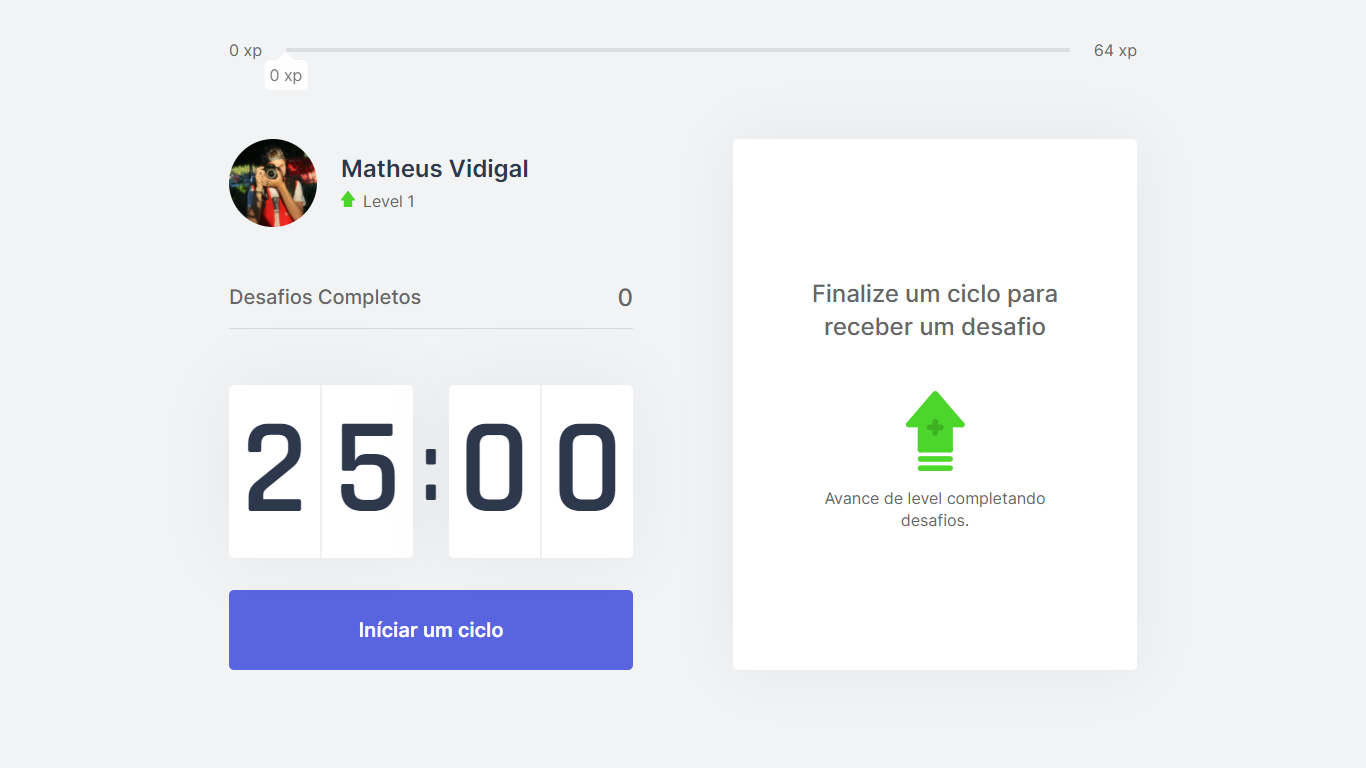 0 xp
64 xp
0 xp
Matheus Vidigal
Level 1
Desafios Completos
0
25:00
Iníciar um ciclo
Finalize um ciclo para
receber um desafio
Avance de level completando
desafios.